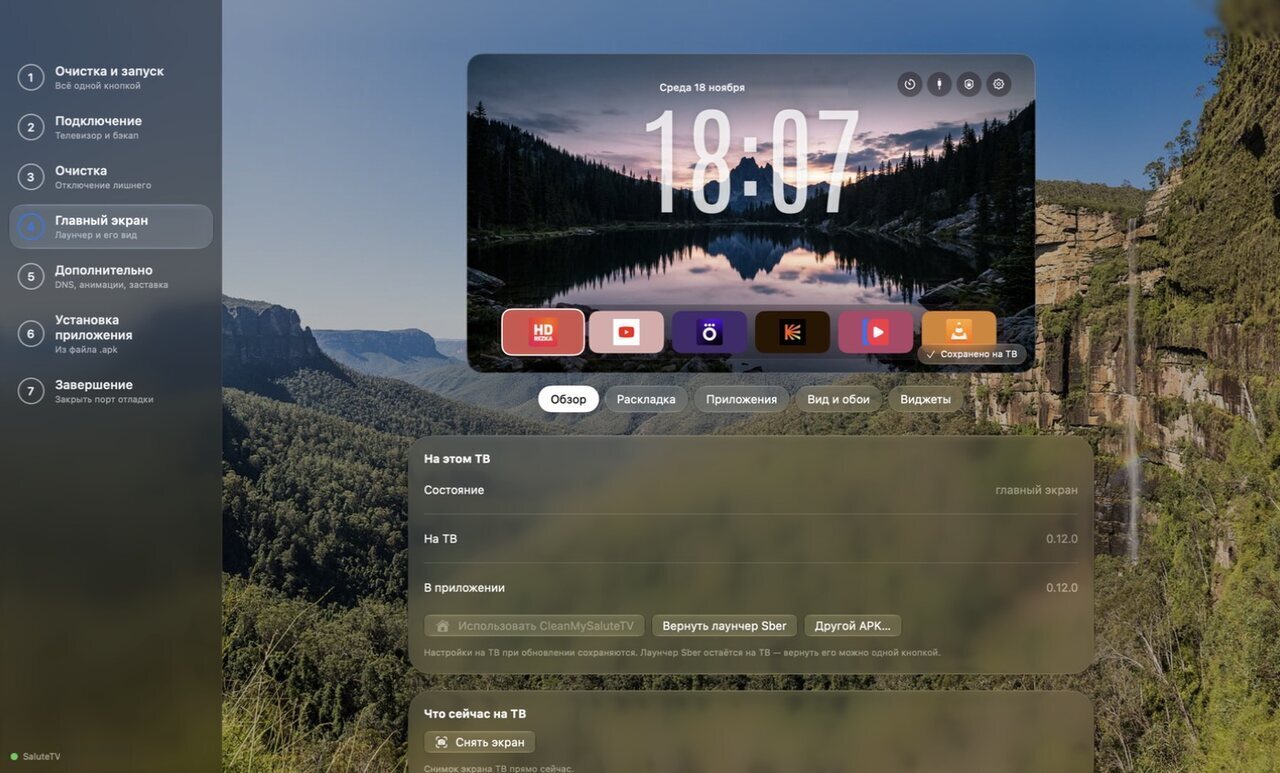 1
Очистка и запуск
Всё одной кнопкой
2
Подключение
Телевизор и бэкап
3
Очистка
Отключение лишнего
4
Главный экран
Лаунчер и его вид
5
Дополнительно
DNS, анимации, заставка
6
Установка
приложения
Из файла .apk
7
Завершение
Закрыть порт отладки
SaluteTV
Среда 18 ноября
18:07
HD
REZKA
Сохранено на ТВ
Обзор
Раскладка
Приложения
Вид и обои
Виджеты
На этом ТВ
Состояние
главный экран
На ТВ
0.12.0
В приложении
0.12.0
Использовать CleanMySaluteTV
Вернуть лаунчер Sber
Другой APK...
Настройки на ТВ при обновлении сохраняются. Лаунчер Sber остаётся на ТВ — вернуть его можно одной кнопкой.
Что сейчас на ТВ
Снять экран
Снимок экрана ТВ прямо сейчас.